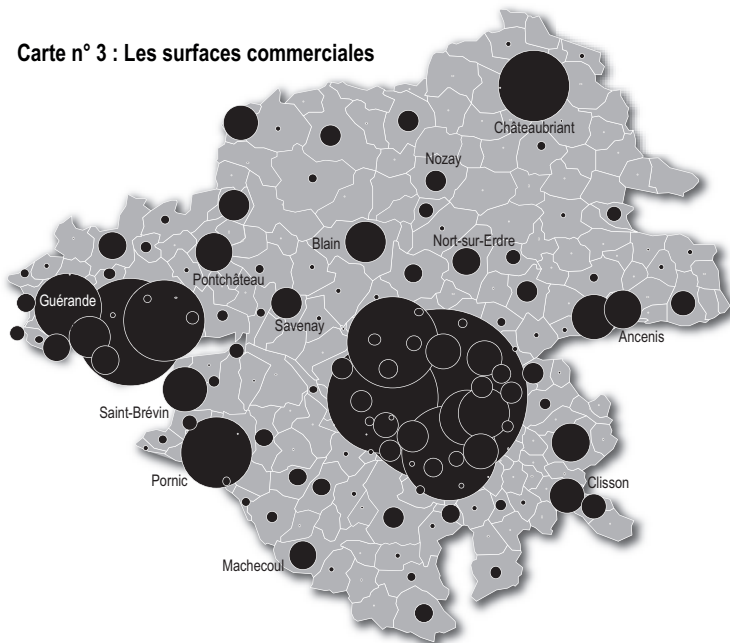 Carte n° 3 : Les surfaces commerciales
Châteaubriant
Nozay
Blain
Nort-sur-Erdre
Pontchâteau
Guérande
Savenay
Ancenis
Saint-Brévin
Pornic
Clisson
Machecoul